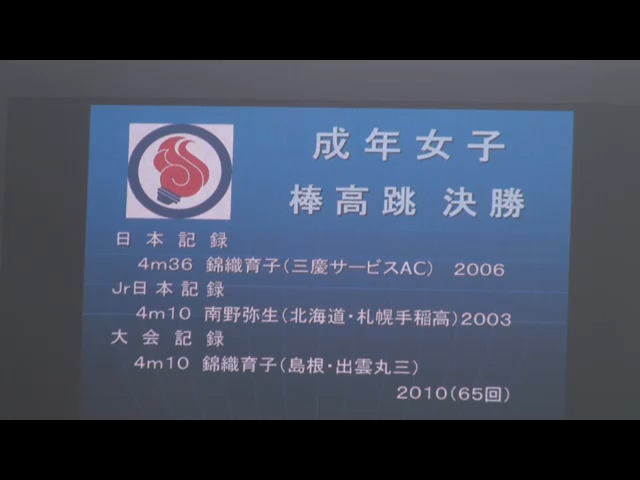 成年女子
棒高跳 決勝
日本記録
4m36 錦織育子(三慶サービスAC) 2006
Jr日本記録
4m10 南野弥生(北海道・札幌手稲高)2003
大会記録
4m10 錦織育子(島根・出雲丸三)
2010(65回)